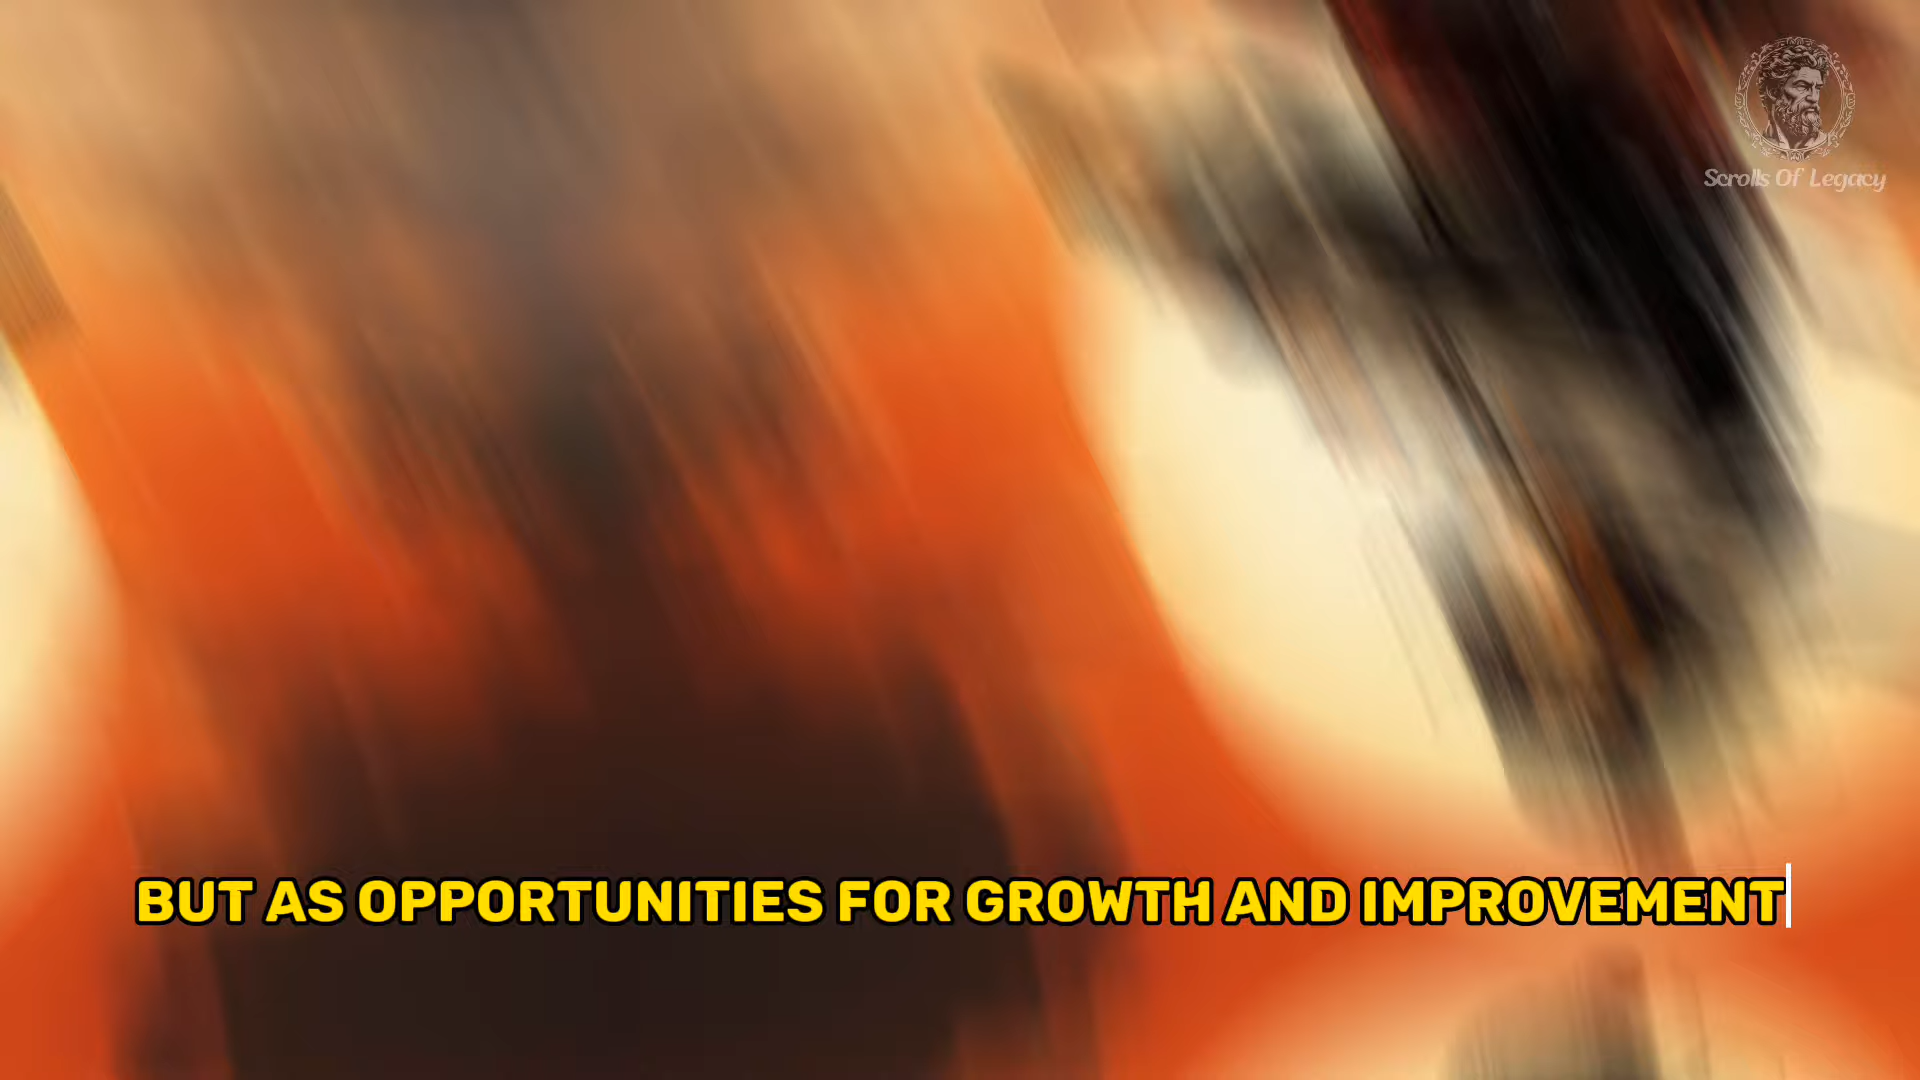 Scrolls Of Legacy
BUT AS OPPORTUNITIES FOR GROWTH AND IMPROVEMENT